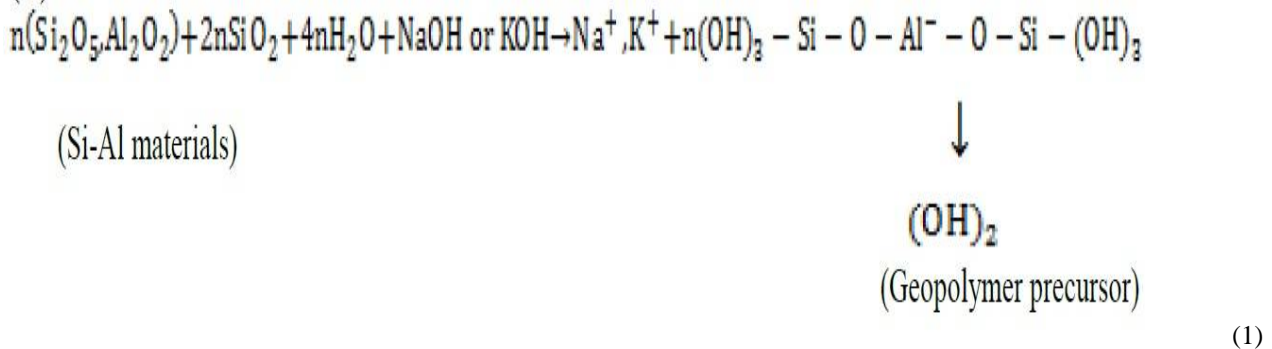 n(Si₂O₅,Al₂O₂)+2nSiO₂+4nH₂O+NaOH or KOH→Na⁺,K⁺+n(OH)₃ – Si – O – Al⁻ – O – Si – (OH)₃
(Si-Al materials)
↓
(OH)₂
(Geopolymer precursor)
(1)